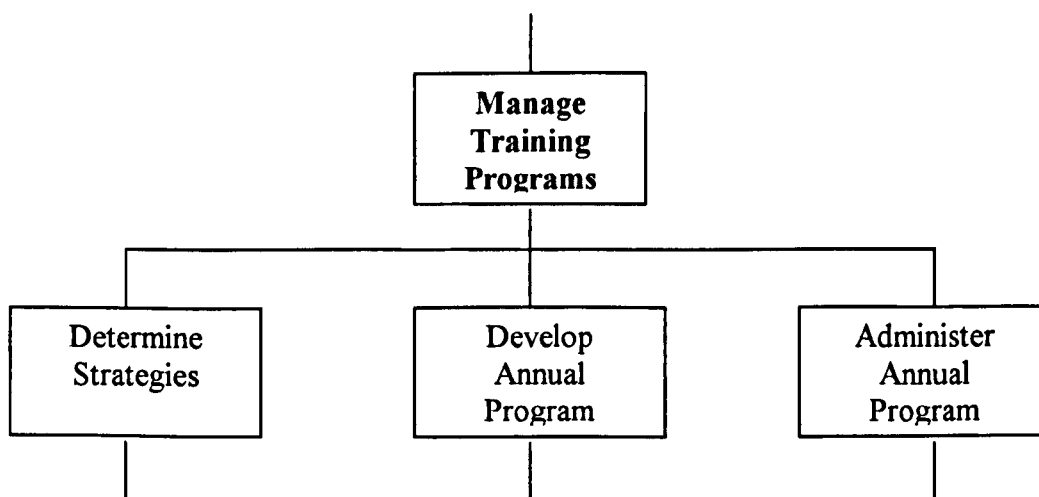 Manage
Training
Programs
Determine
Strategies
Develop
Annual
Program
Administer
Annual
Program